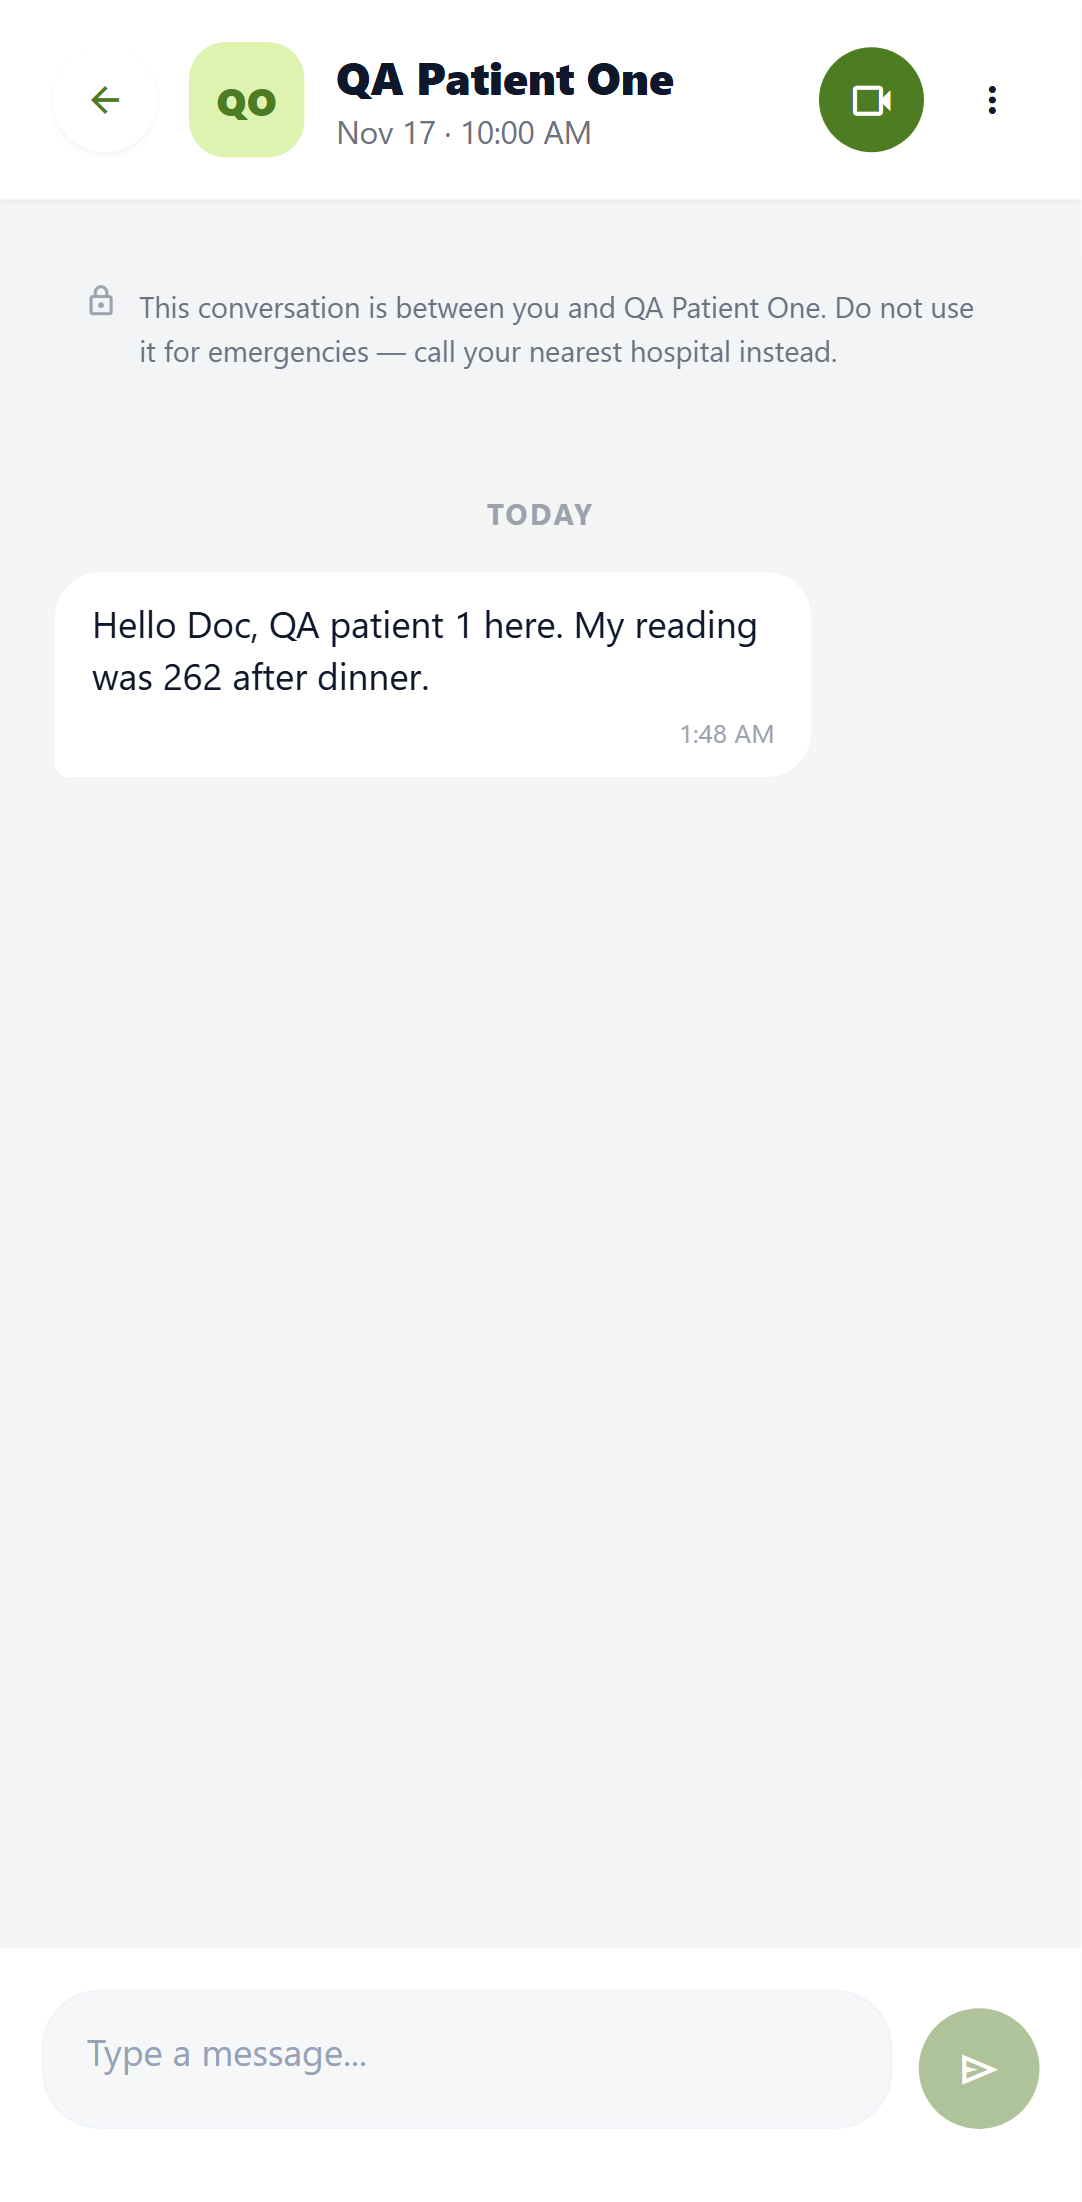 QO
QA Patient One
Nov 17 · 10:00 AM
This conversation is between you and QA Patient One. Do not use
it for emergencies — call your nearest hospital instead.
TODAY
Hello Doc, QA patient 1 here. My reading
was 262 after dinner.
1:48 AM
Type a message...